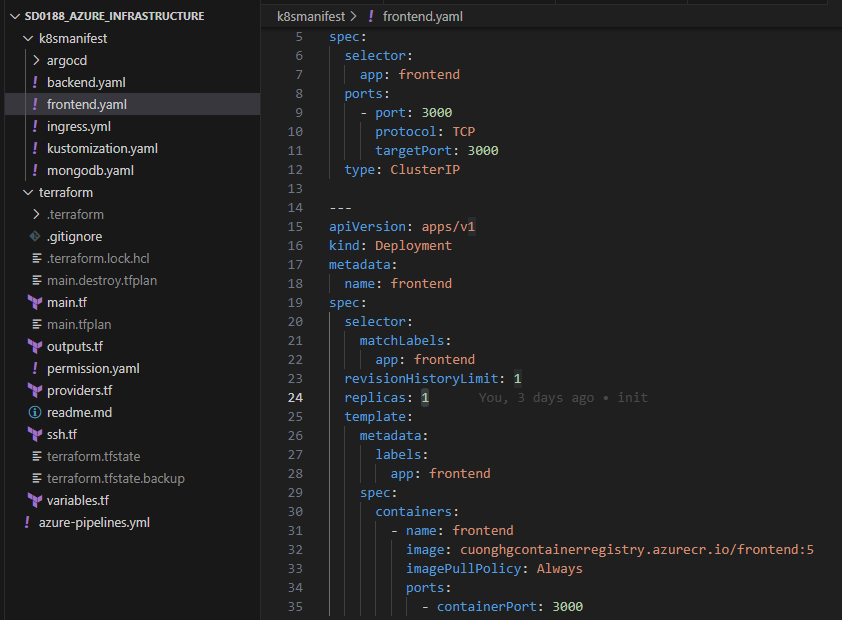 SD0188_AZURE_INFRASTRUCTURE
k8smanifest
argocd
! backend.yaml
! frontend.yaml
! ingress.yml
! kustomization.yaml
! mongodb.yaml
terraform
.terraform
.gitignore
.terraform.lock.hcl
main.destroy.tfplan
main.tf
main.tfplan
outputs.tf
! permission.yaml
providers.tf
readme.md
ssh.tf
terraform.tfstate
terraform.tfstate.backup
variables.tf
! azure-pipelines.yml
k8smanifest > ! frontend.yaml
5 spec:
6 selector:
7 app: frontend
8 ports:
9 - port: 3000
10 protocol: TCP
11 targetPort: 3000
12 type: ClusterIP
13
14 ---
15 apiVersion: apps/v1
16 kind: Deployment
17 metadata:
18 name: frontend
19 spec:
20 selector:
21 matchLabels:
22 app: frontend
23 revisionHistoryLimit: 1
24 replicas: 1 You, 3 days ago • init
25 template:
26 metadata:
27 labels:
28 app: frontend
29 spec:
30 containers:
31 - name: frontend
32 image: cuonghgcontainerregistry.azurecr.io/frontend:5
33 imagePullPolicy: Always
34 ports:
35 - containerPort: 3000